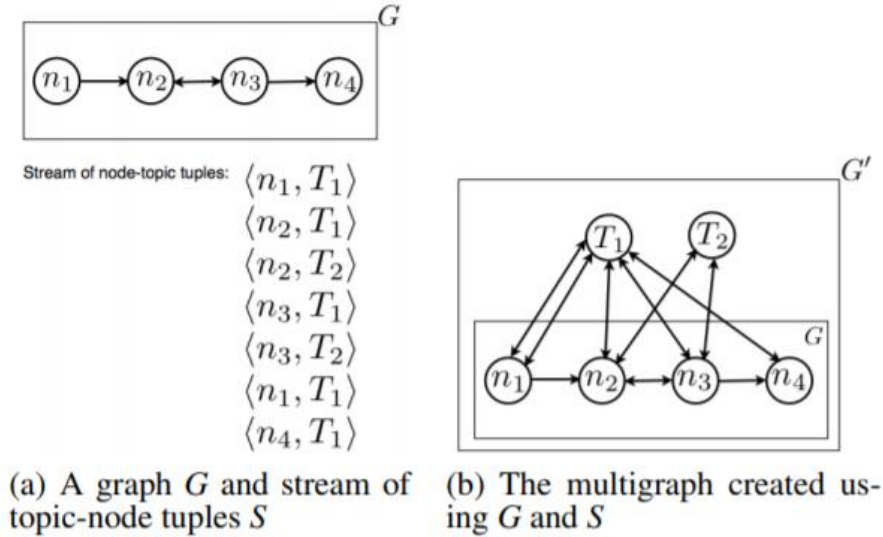 G
n₁ n₂ n₃ n₄
Stream of node-topic tuples: ⟨n₁, T₁⟩
⟨n₂, T₁⟩
⟨n₂, T₂⟩
⟨n₃, T₁⟩
⟨n₃, T₂⟩
⟨n₁, T₁⟩
⟨n₄, T₁⟩
(a) A graph G and stream of
topic-node tuples S
G′
T₁ T₂
G
n₁ n₂ n₃ n₄
(b) The multigraph created us-
ing G and S